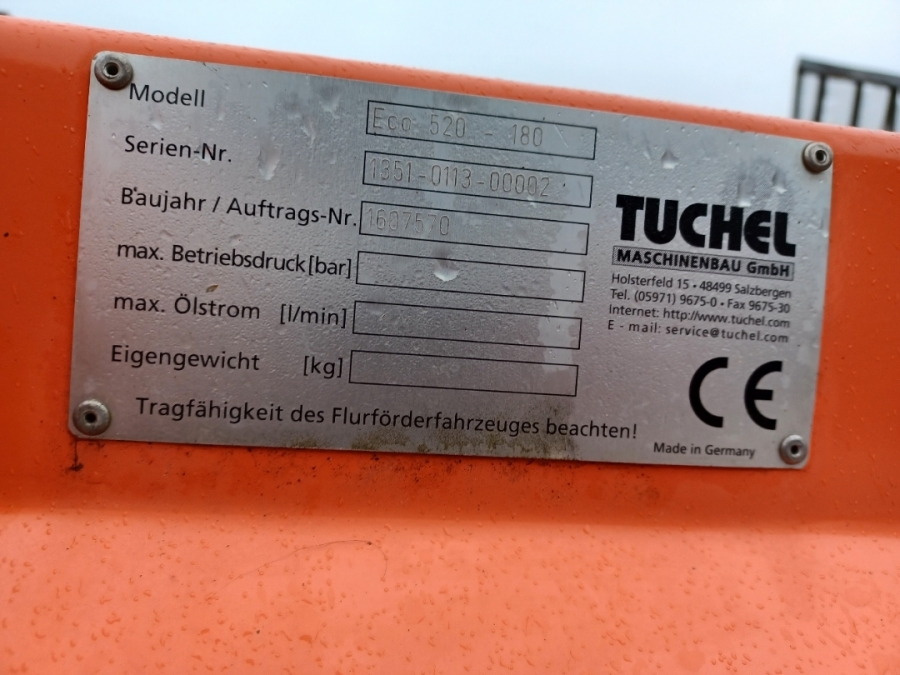 Modell Eco 520 - 180
Serien-Nr. 1351-0113-00002
Baujahr / Auftrags-Nr. 1607570
max. Betriebsdruck [bar]
max. Ölstrom [l/min]
Eigengewicht [kg]
Tragfähigkeit des Flurförderfahrzeuges beachten!
TUCHEL
MASCHINENBAU GmbH
Holsterfeld 15 • 48499 Salzbergen
Tel. (05971) 9675-0 • Fax 9675-30
Internet: http://www.tuchel.com
E - mail: service@tuchel.com
CE
Made in Germany